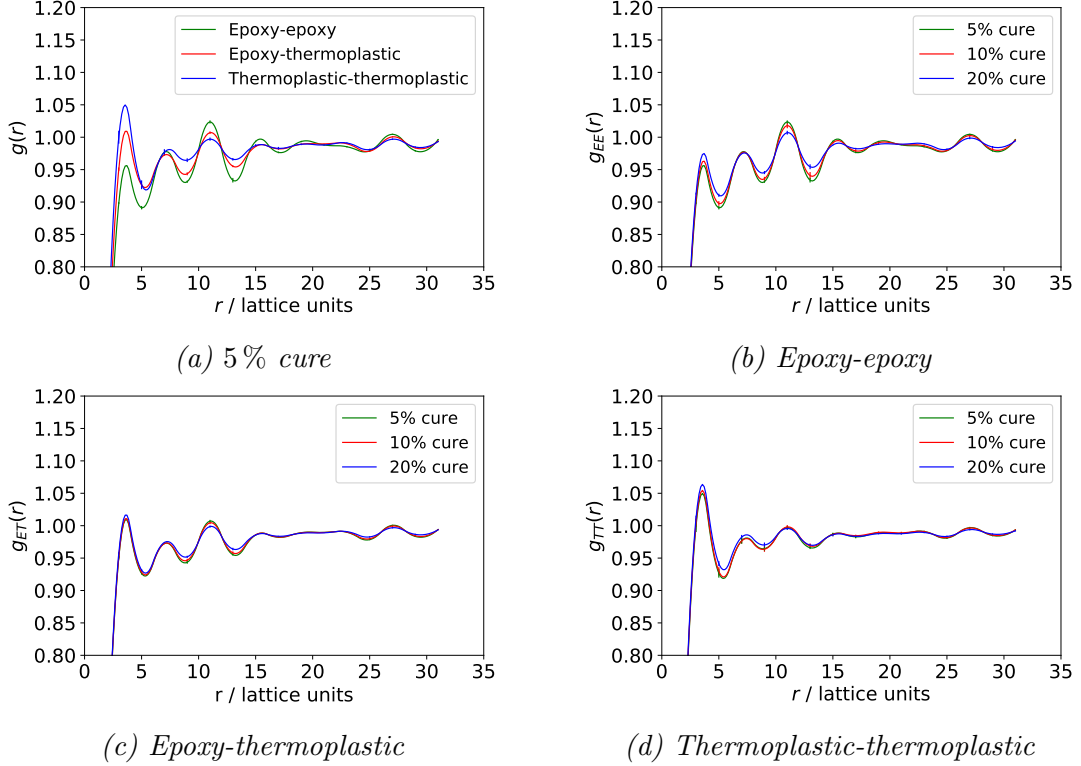 1.20
1.15
1.10
1.05
1.00
0.95
0.90
0.85
0.80
g(r)
Epoxy-epoxy
Epoxy-thermoplastic
Thermoplastic-thermoplastic
0 5 10 15 20 25 30 35
r / lattice units
(a) 5 % cure
1.20
1.15
1.10
1.05
1.00
0.95
0.90
0.85
0.80
g_{EE}(r)
5% cure
10% cure
20% cure
0 5 10 15 20 25 30 35
r / lattice units
(b) Epoxy-epoxy
1.20
1.15
1.10
1.05
1.00
0.95
0.90
0.85
0.80
g_{ET}(r)
5% cure
10% cure
20% cure
0 5 10 15 20 25 30 35
r / lattice units
(c) Epoxy-thermoplastic
1.20
1.15
1.10
1.05
1.00
0.95
0.90
0.85
0.80
g_{TT}(r)
5% cure
10% cure
20% cure
0 5 10 15 20 25 30 35
r / lattice units
(d) Thermoplastic-thermoplastic